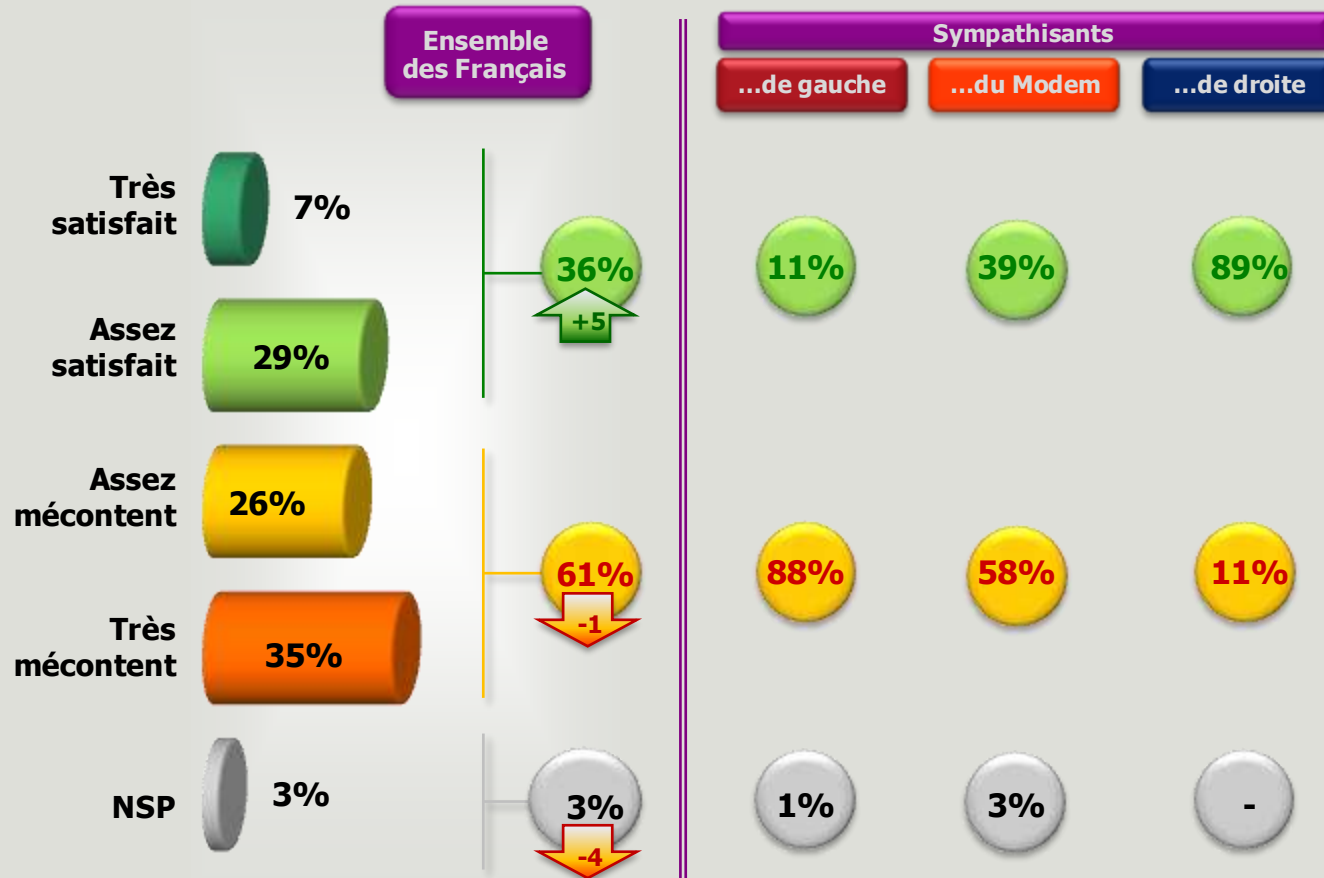 Ensemble
des Français
Sympathisants
...de gauche
...du Modem
...de droite
Très
satisfait
7%
36%
+5
11%
39%
89%
Assez
satisfait
29%
Assez
mécontent
26%
61%
-1
88%
58%
11%
Très
mécontent
35%
NSP
3%
3%
-4
1%
3%
-